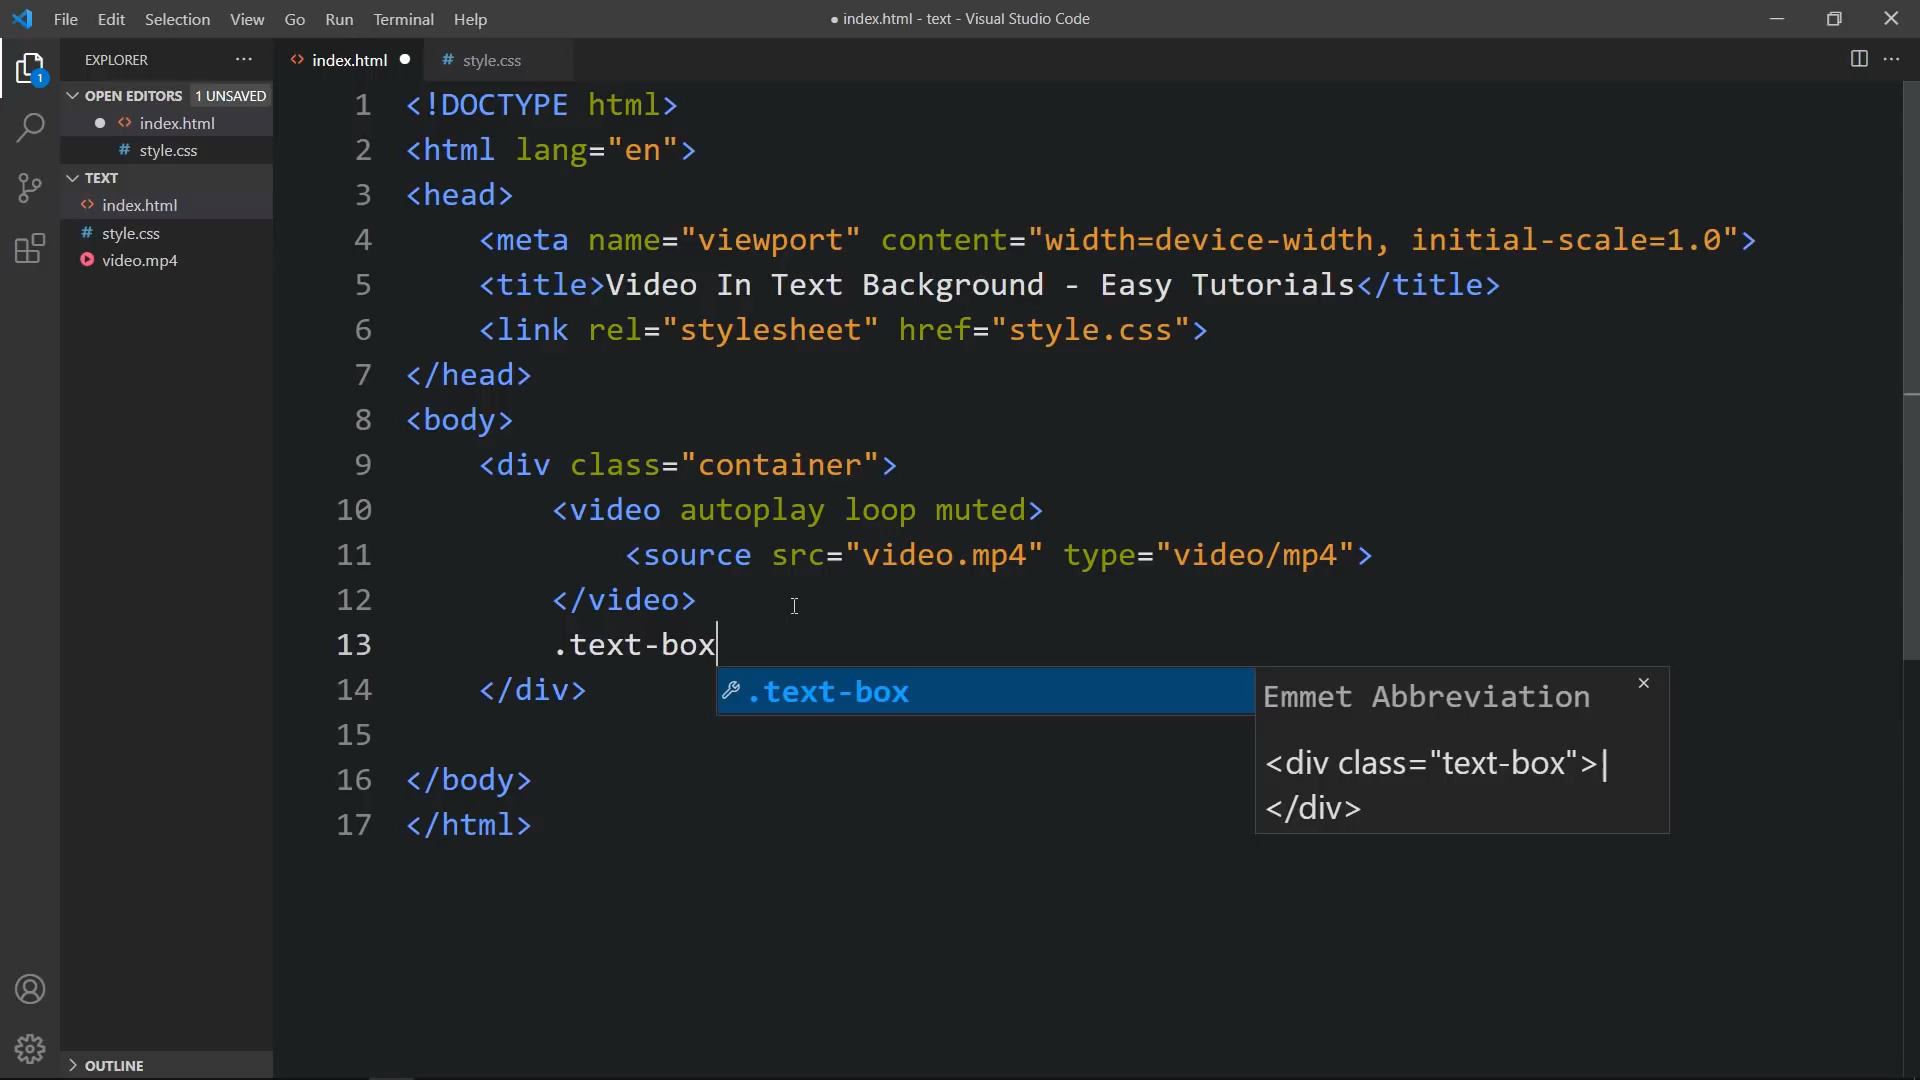 File Edit Selection View Go Run Terminal Help
● index.html - text - Visual Studio Code
EXPLORER
index.html
style.css
1
OPEN EDITORS 1 UNSAVED
index.html
style.css
TEXT
index.html
style.css
video.mp4
1 <!DOCTYPE html>
2 <html lang="en">
3 <head>
4 <meta name="viewport" content="width=device-width, initial-scale=1.0">
5 <title>Video In Text Background - Easy Tutorials</title>
6 <link rel="stylesheet" href="style.css">
7 </head>
8 <body>
9 <div class="container">
10 <video autoplay loop muted>
11 <source src="video.mp4" type="video/mp4">
12 </video>
13 .text-box
14 </div>
15
16 </body>
17 </html>
.text-box
Emmet Abbreviation
<div class="text-box">|
</div>
OUTLINE